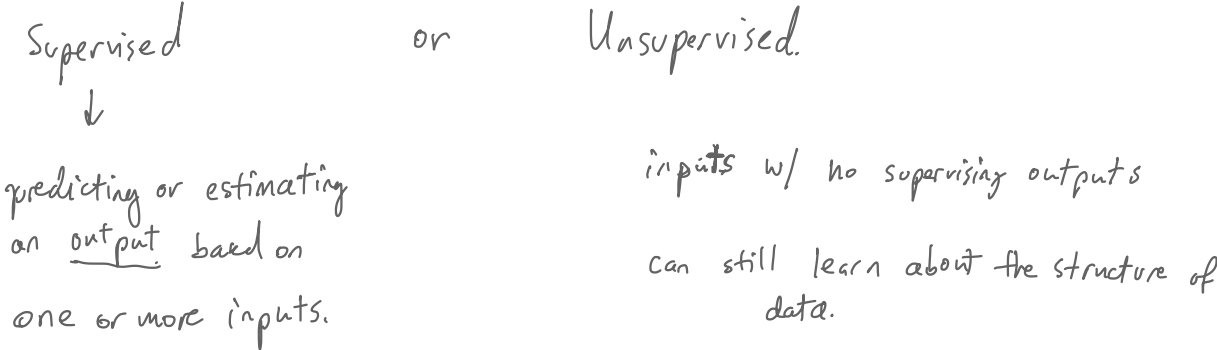 Supervised or Unsupervised.
predicting or estimating
an output based on
one or more inputs.
inputs w/ no supervising outputs
can still learn about the structure of
data.